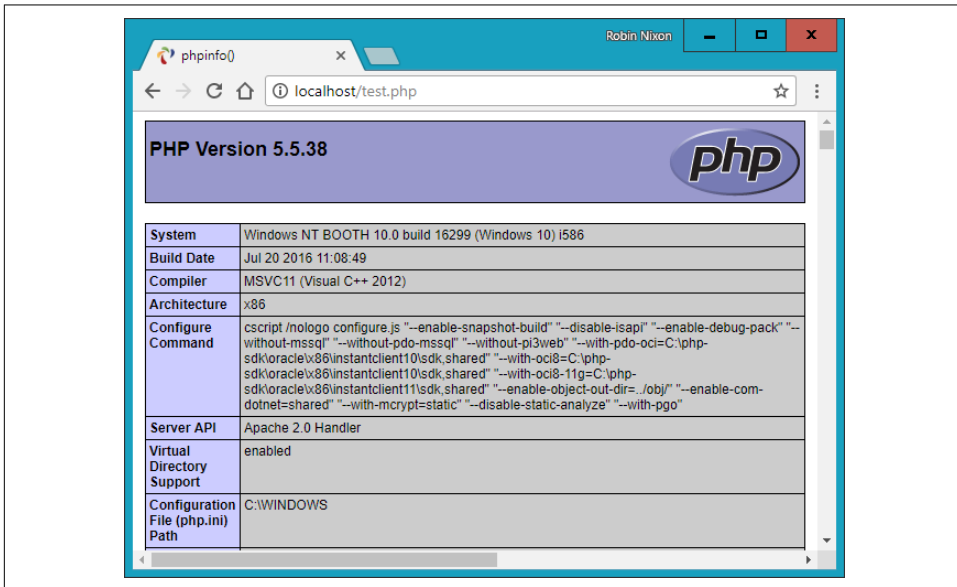 Robin Nixon
phpinfo()
localhost/test.php
PHP Version 5.5.38
php
System
Windows NT BOOTH 10.0 build 16299 (Windows 10) i586
Build Date
Jul 20 2016 11:08:49
Compiler
MSVC11 (Visual C++ 2012)
Architecture
x86
Configure
Command
cscript /nologo configure.js "--enable-snapshot-build" "--disable-isapi" "--enable-debug-pack" "--
without-mssql" "--without-pdo-mssql" "--without-pi3web" "--with-pdo-oci=C:\php-
sdk\oracle\x86\instantclient10\sdk,shared" "--with-oci8=C:\php-
sdk\oracle\x86\instantclient10\sdk,shared" "--with-oci8-11g=C:\php-
sdk\oracle\x86\instantclient11\sdk,shared" "--enable-object-out-dir=../obj/" "--enable-com-
dotnet=shared" "--with-mcrypt=static" "--disable-static-analyze" "--with-pgo"
Server API
Apache 2.0 Handler
Virtual
Directory
Support
enabled
Configuration
File (php.ini)
Path
C:\WINDOWS